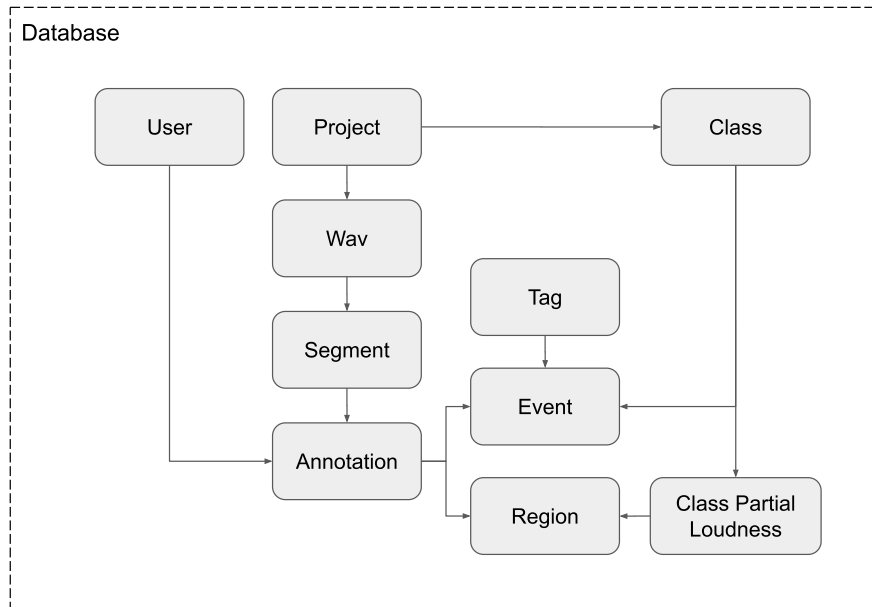 Database
User
Project
Class
Wav
Tag
Segment
Event
Annotation
Region
Class Partial
Loudness